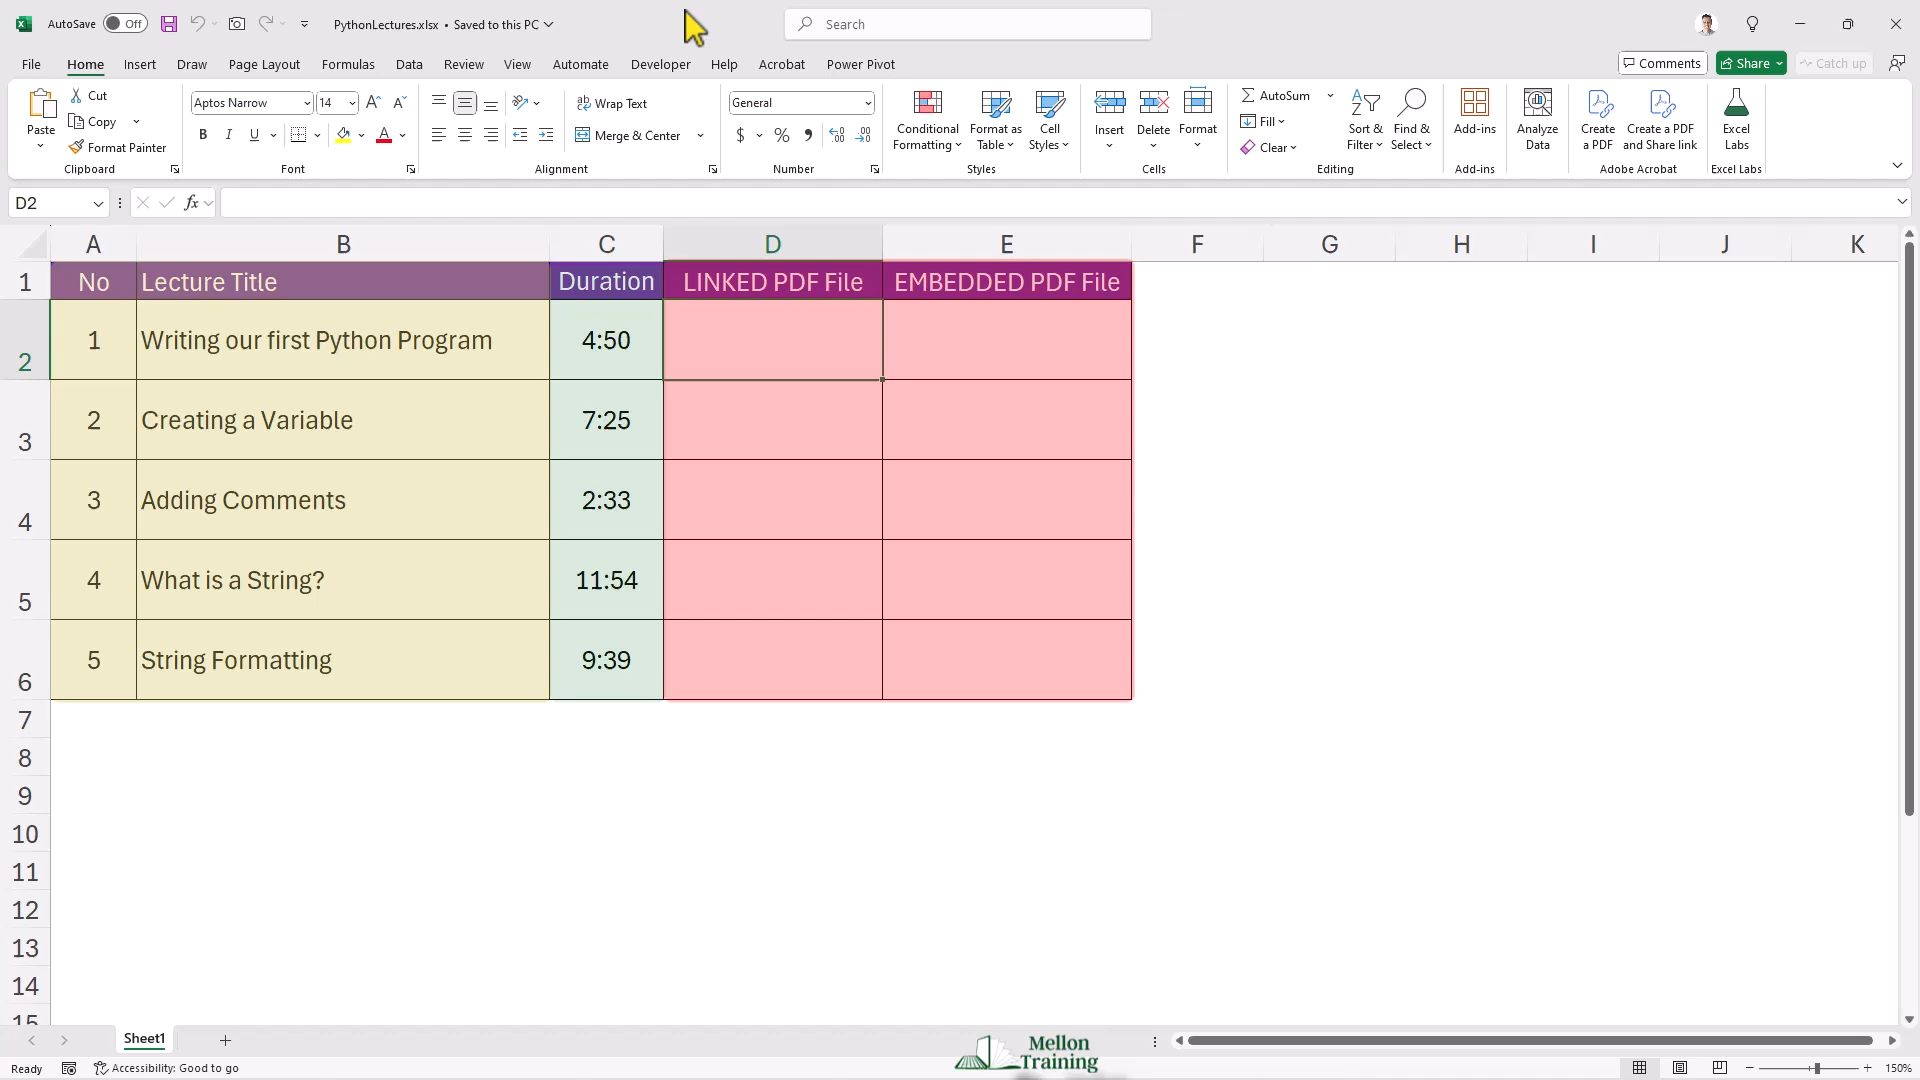 AutoSave Off PythonLectures.xlsx • Saved to this PC Search
File Home Insert Draw Page Layout Formulas Data Review View Automate Developer Help Acrobat Power Pivot Comments Share Catch up
Paste Cut Copy Format Painter Clipboard
Aptos Narrow 14 A A B I U A Font
ab Wrap Text Merge & Center Alignment
General $ % Number
Conditional Formatting Format as Table Cell Styles Styles
Insert Delete Format Cells
AutoSum Fill Clear Sort & Filter Find & Select Editing
Add-ins Add-ins
Analyze Data
Create a PDF Create a PDF and Share link Adobe Acrobat
Excel Labs Excel Labs
D2 fx
A B C D E F G H I J K
1 No Lecture Title Duration LINKED PDF File EMBEDDED PDF File
2 1 Writing our first Python Program 4:50
3 2 Creating a Variable 7:25
4 3 Adding Comments 2:33
5 4 What is a String? 11:54
6 5 String Formatting 9:39
7
8
9
10
11
12
13
14
15
Sheet1
Mellon
Training
Ready Accessibility: Good to go 150%